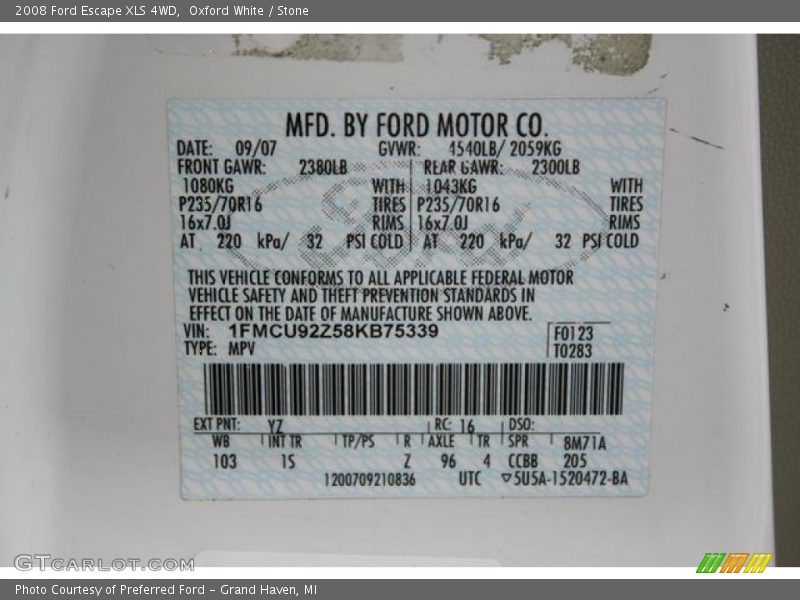 2008 Ford Escape XLS 4WD, Oxford White / Stone
MFD. BY FORD MOTOR CO.
DATE: 09/07 GVWR: 4540LB/ 2059KG
FRONT GAWR: 2380LB REAR GAWR: 2300LB
1080KG WITH 1043KG WITH
P235/70R16 TIRES P235/70R16 TIRES
16x7.0J RIMS 16x7.0J RIMS
AT 220 kPa/ 32 PSI COLD AT 220 kPa/ 32 PSI COLD
THIS VEHICLE CONFORMS TO ALL APPLICABLE FEDERAL MOTOR
VEHICLE SAFETY AND THEFT PREVENTION STANDARDS IN
EFFECT ON THE DATE OF MANUFACTURE SHOWN ABOVE.
VIN: 1FMCU92Z58KB75339 F0123
TYPE: MPV T0283
EXT PNT: YZ RC: 16 DSO:
WB INT TR TP/PS R AXLE TR SPR 8M71A
103 1S Z 96 4 CCBB 205
1200709210836 UTC ▽5U5A-1520472-BA
GTCARLOT.COM
Photo Courtesy of Preferred Ford – Grand Haven, MI